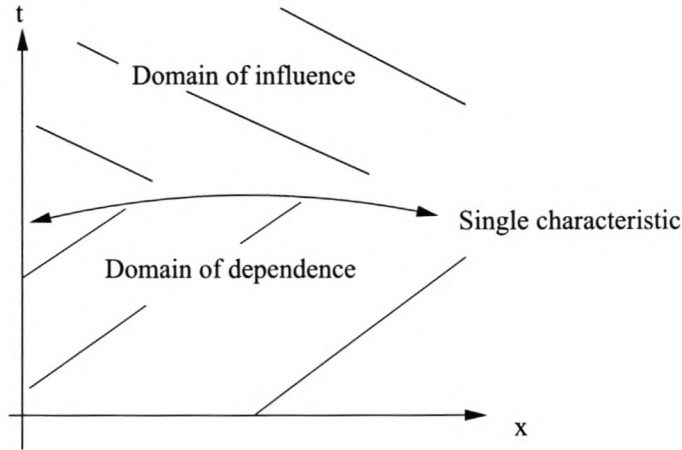 t
Domain of influence
Single characteristic
Domain of dependence
x